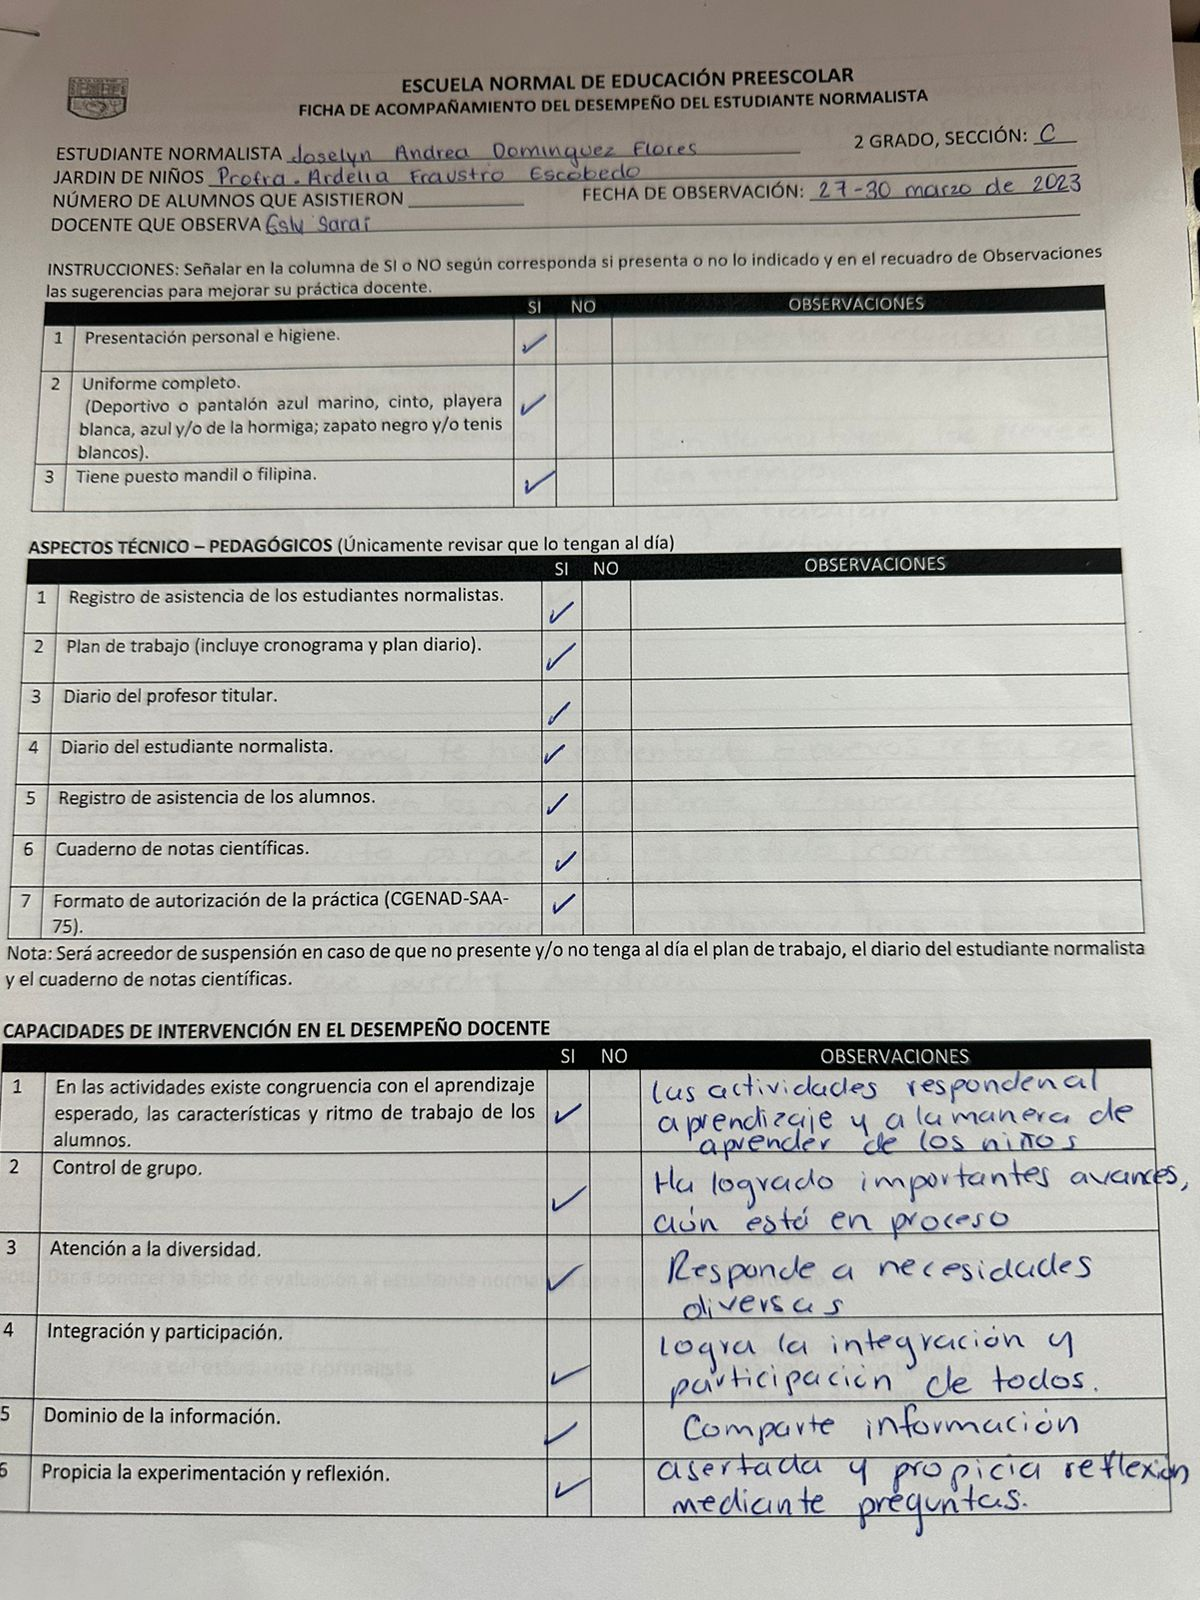 ESCUELA NORMAL DE EDUCACIÓN PREESCOLAR
FICHA DE ACOMPAÑAMIENTO DEL DESEMPEÑO DEL ESTUDIANTE NORMALISTA
ESTUDIANTE NORMALISTA Joselyn Andrea Dominguez Flores 2 GRADO, SECCIÓN: C
JARDIN DE NIÑOS Profra. Ardelia Fraustro Escobedo
NÚMERO DE ALUMNOS QUE ASISTIERON FECHA DE OBSERVACIÓN: 27-30 marzo de 2023
DOCENTE QUE OBSERVA Esly Sarai
INSTRUCCIONES: Señalar en la columna de SI o NO según corresponda si presenta o no lo indicado y en el recuadro de Observaciones
las sugerencias para mejorar su práctica docente.
SI NO OBSERVACIONES
1 Presentación personal e higiene.
2 Uniforme completo.
(Deportivo o pantalón azul marino, cinto, playera
blanca, azul y/o de la hormiga; zapato negro y/o tenis
blancos).
3 Tiene puesto mandil o filipina.
ASPECTOS TÉCNICO – PEDAGÓGICOS (Únicamente revisar que lo tengan al día)
SI NO OBSERVACIONES
1 Registro de asistencia de los estudiantes normalistas.
2 Plan de trabajo (incluye cronograma y plan diario).
3 Diario del profesor titular.
4 Diario del estudiante normalista.
5 Registro de asistencia de los alumnos.
6 Cuaderno de notas científicas.
7 Formato de autorización de la práctica (CGENAD-SAA-
75).
Nota: Será acreedor de suspensión en caso de que no presente y/o no tenga al día el plan de trabajo, el diario del estudiante normalista
y el cuaderno de notas científicas.
CAPACIDADES DE INTERVENCIÓN EN EL DESEMPEÑO DOCENTE
SI NO OBSERVACIONES
1 En las actividades existe congruencia con el aprendizaje
esperado, las características y ritmo de trabajo de los
alumnos.
Las actividades responden al
aprendizaje y a la manera de
aprender de los niños
2 Control de grupo.
Ha logrado importantes avances,
aún está en proceso
3 Atención a la diversidad.
Responde a necesidades
diversas
4 Integración y participación.
Logra la integración y
participación de todos.
5 Dominio de la información.
Comparte información
6 Propicia la experimentación y reflexión.
asertada y propicia reflexión
mediante preguntas.